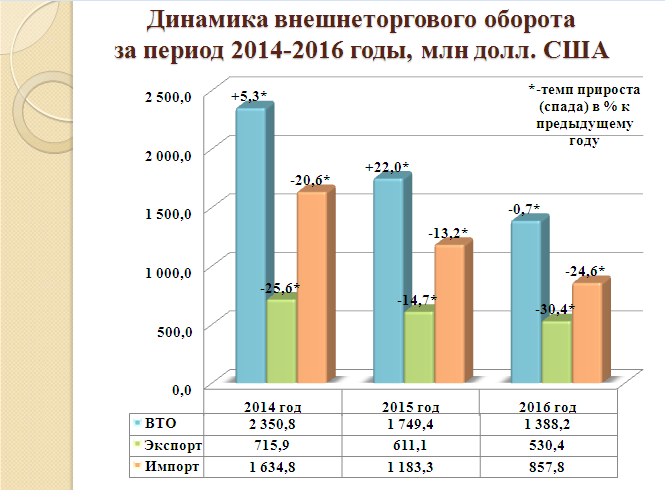 Динамика внешнеторгового оборота
за период 2014-2016 годы, млн долл. США
*-темп прироста
(спада) в % к
предыдущему
году
2 500,0
2 000,0
1 500,0
1 000,0
500,0
0,0
+5,3*
-25,6*
-20,6*
+22,0*
-14,7*
-13,2*
-0,7*
-30,4*
-24,6*
2014 год 2015 год 2016 год
ВТО 2 350,8 1 749,4 1 388,2
Экспорт 715,9 611,1 530,4
Импорт 1 634,8 1 183,3 857,8